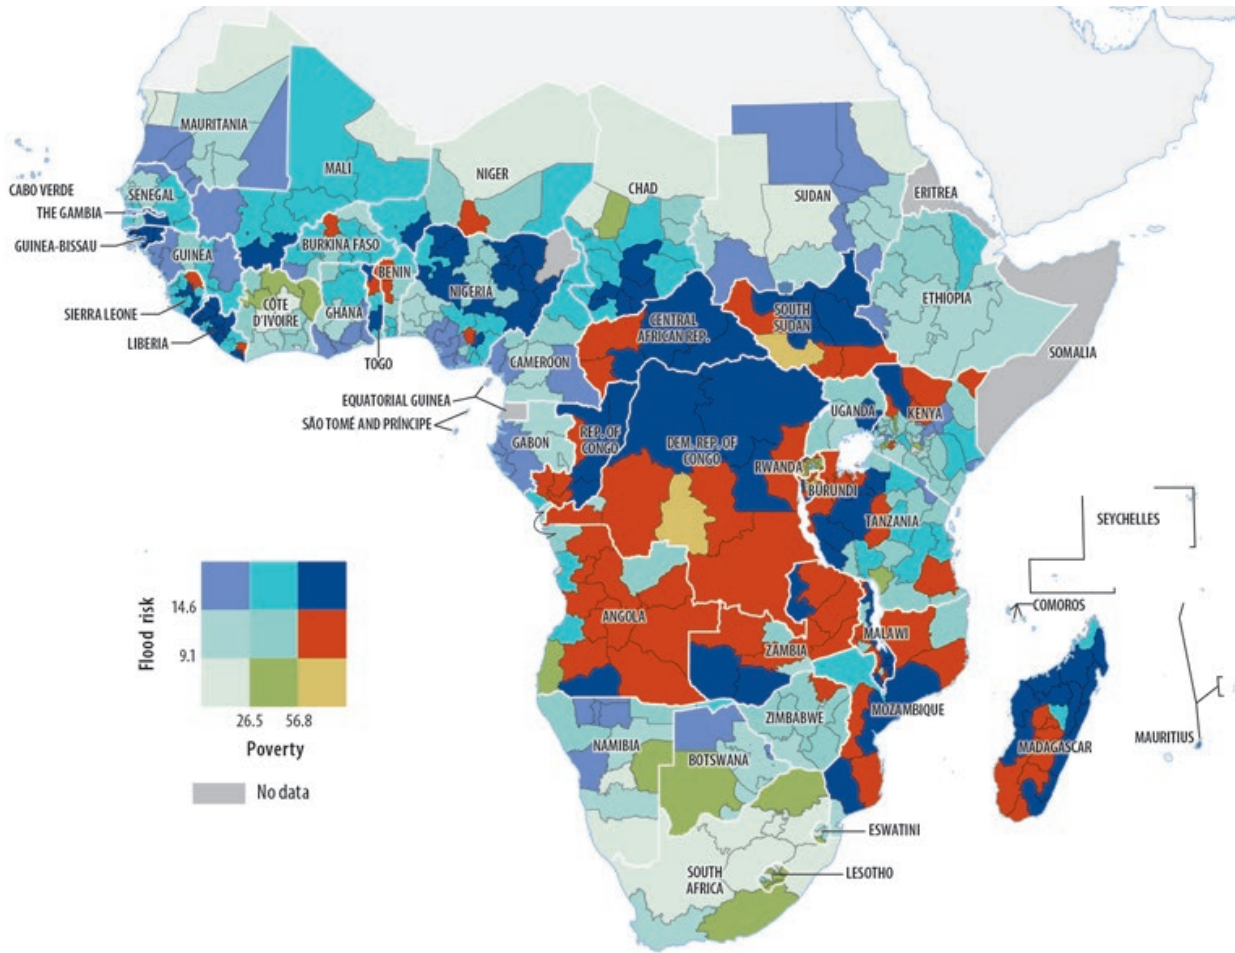 MAURITANIA
MALI
NIGER
CHAD
SUDAN
ERITREA
CABO VERDE
SENEGAL
THE GAMBIA
GUINEA-BISSAU
GUINEA
BURKINA FASO
BENIN
NIGERIA
ETHIOPIA
SIERRA LEONE
CÔTE
D'IVOIRE
GHANA
CENTRAL
AFRICAN REP.
SOUTH
SUDAN
LIBERIA
TOGO
CAMEROON
SOMALIA
EQUATORIAL GUINEA
SÃO TOMÉ AND PRÍNCIPE
GABON
REP. OF
CONGO
DEM. REP. OF
CONGO
UGANDA
KENYA
RWANDA
BURUNDI
TANZANIA
SEYCHELLES
COMOROS
ANGOLA
ZAMBIA
MALAWI
MOZAMBIQUE
ZIMBABWE
NAMIBIA
BOTSWANA
MADAGASCAR
MAURITIUS
ESWATINI
LESOTHO
SOUTH
AFRICA
Flood risk
14.6
9.1
26.5 56.8
Poverty
No data